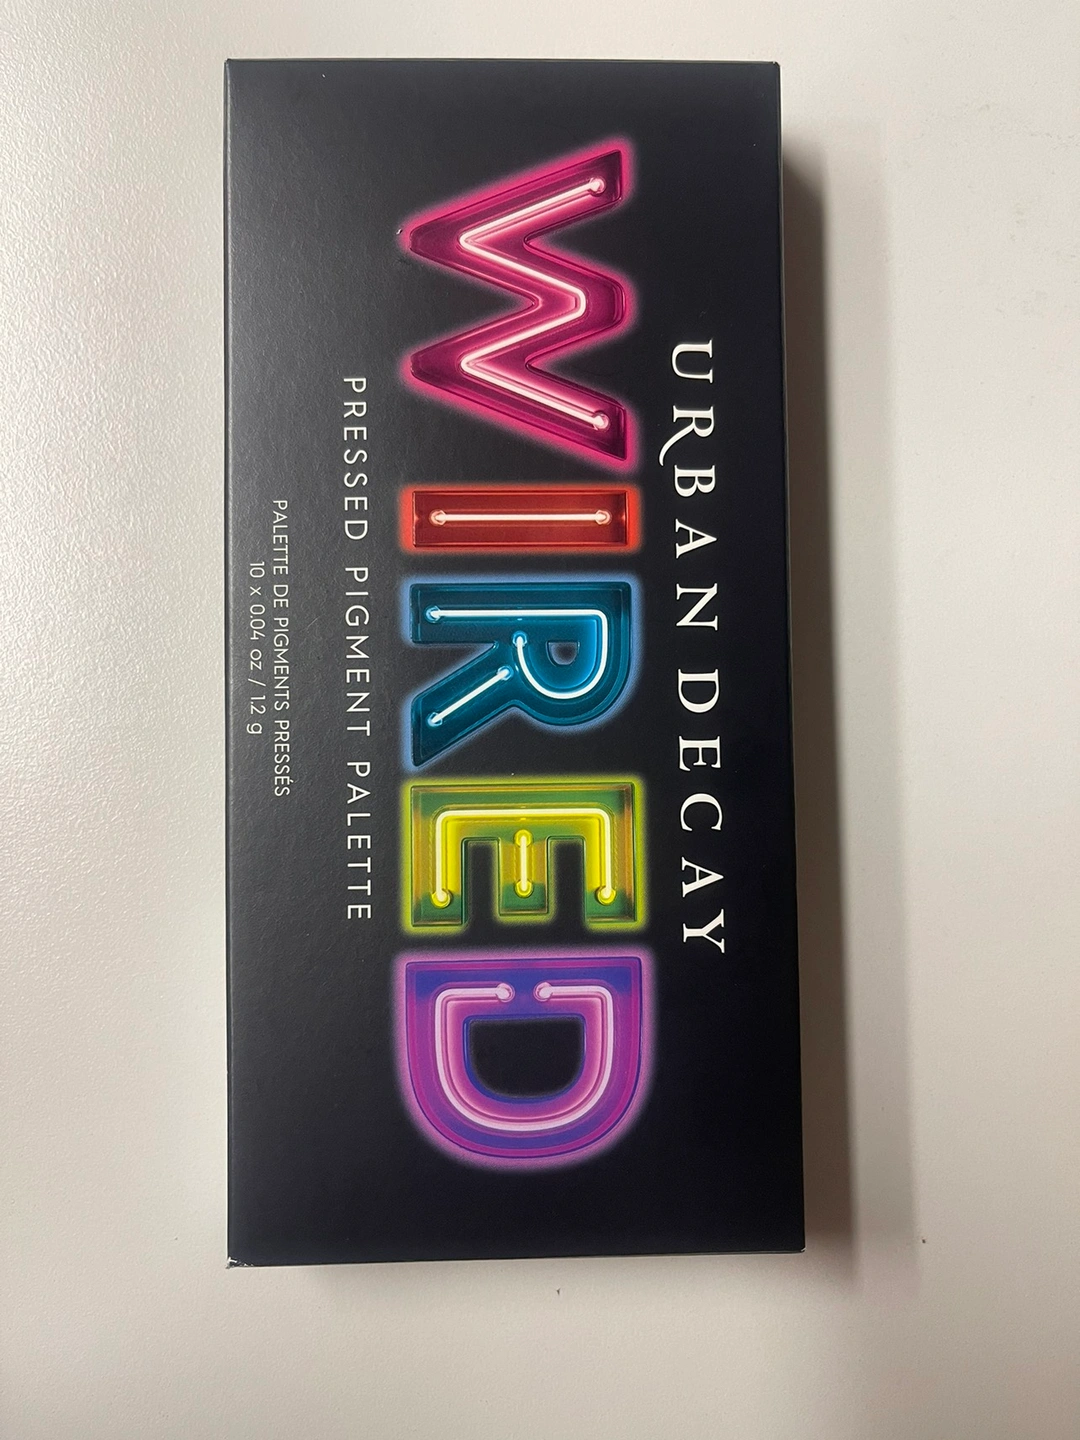 URBAN DECAY
WIRED
PRESSED PIGMENT PALETTE
PALETTE DE PIGMENTS PRESSÉS
10 x 0.04 oz / 1.2 g